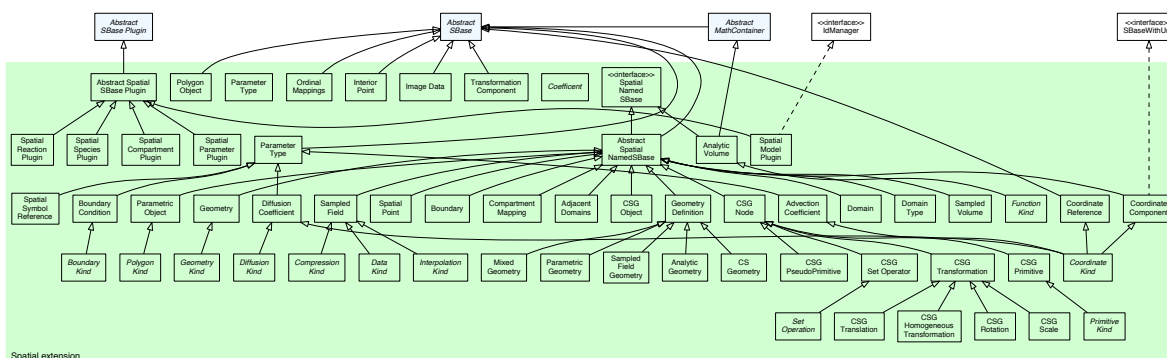 Abstract
SBase Plugin
Abstract
SBase
Abstract
MathContainer
<<interface>>
IdManager
<<interface>>
SBaseWithUn
Abstract Spatial
SBase Plugin
Polygon
Object
Parameter
Type
Ordinal
Mappings
Interior
Point
Image Data
Transformation
Component
Coefficent
<<interface>>
Spatial
Named
SBase
Spatial
Reaction
Plugin
Spatial
Species
Plugin
Spatial
Compartment
Plugin
Spatial
Parameter
Plugin
Parameter
Type
Abstract
Spatial
NamedSBase
Analytic
Volume
Spatial
Model
Plugin
Spatial
Symbol
Reference
Boundary
Condition
Parametric
Object
Geometry
Diffusion
Coefficient
Sampled
Field
Spatial
Point
Boundary
Compartment
Mapping
Adjacent
Domains
CSG
Object
Geometry
Definition
CSG
Node
Advection
Coefficient
Domain
Domain
Type
Sampled
Volume
Function
Kind
Coordinate
Reference
Coordinate
Component
Boundary
Kind
Polygon
Kind
Geometry
Kind
Diffusion
Kind
Compression
Kind
Data
Kind
Interpolation
Kind
Mixed
Geometry
Parametric
Geometry
Sampled
Field
Geometry
Analytic
Geometry
CS
Geometry
CSG
PseudoPrimitive
CSG
Set Operator
CSG
Transformation
CSG
Primitive
Coordinate
Kind
Set
Operation
CSG
Translation
CSG
Homogeneous
Transformation
CSG
Rotation
CSG
Scale
Primitive
Kind
Spatial extension